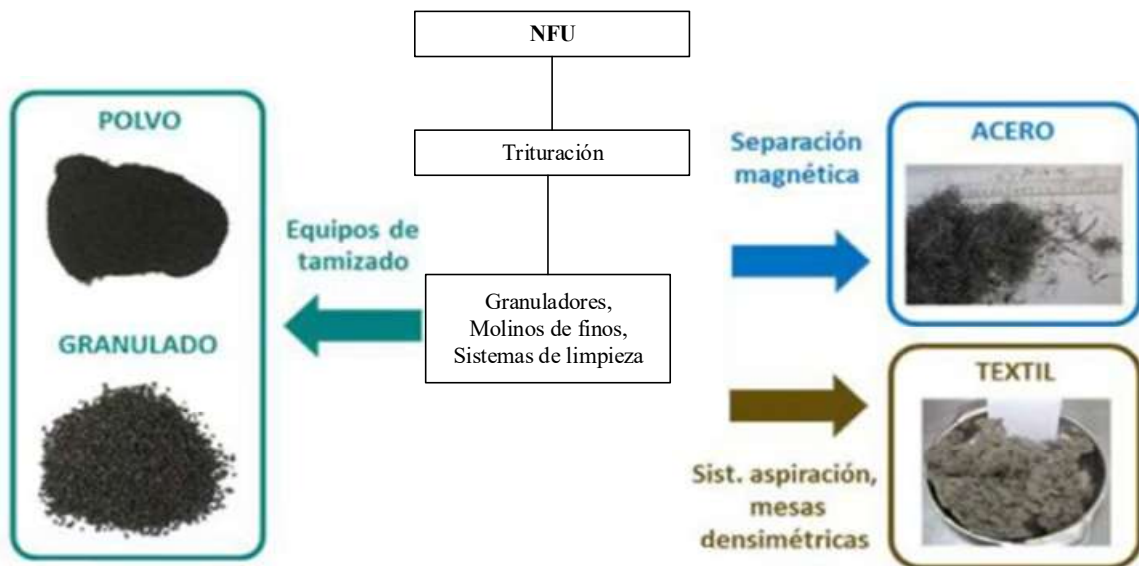 NFU
Trituración
Granuladores,
Molinos de finos,
Sistemas de limpieza
Equipos de
tamizado
POLVO
GRANULADO
Separación
magnética
ACERO
Sist. aspiración,
mesas
densimétricas
TEXTIL